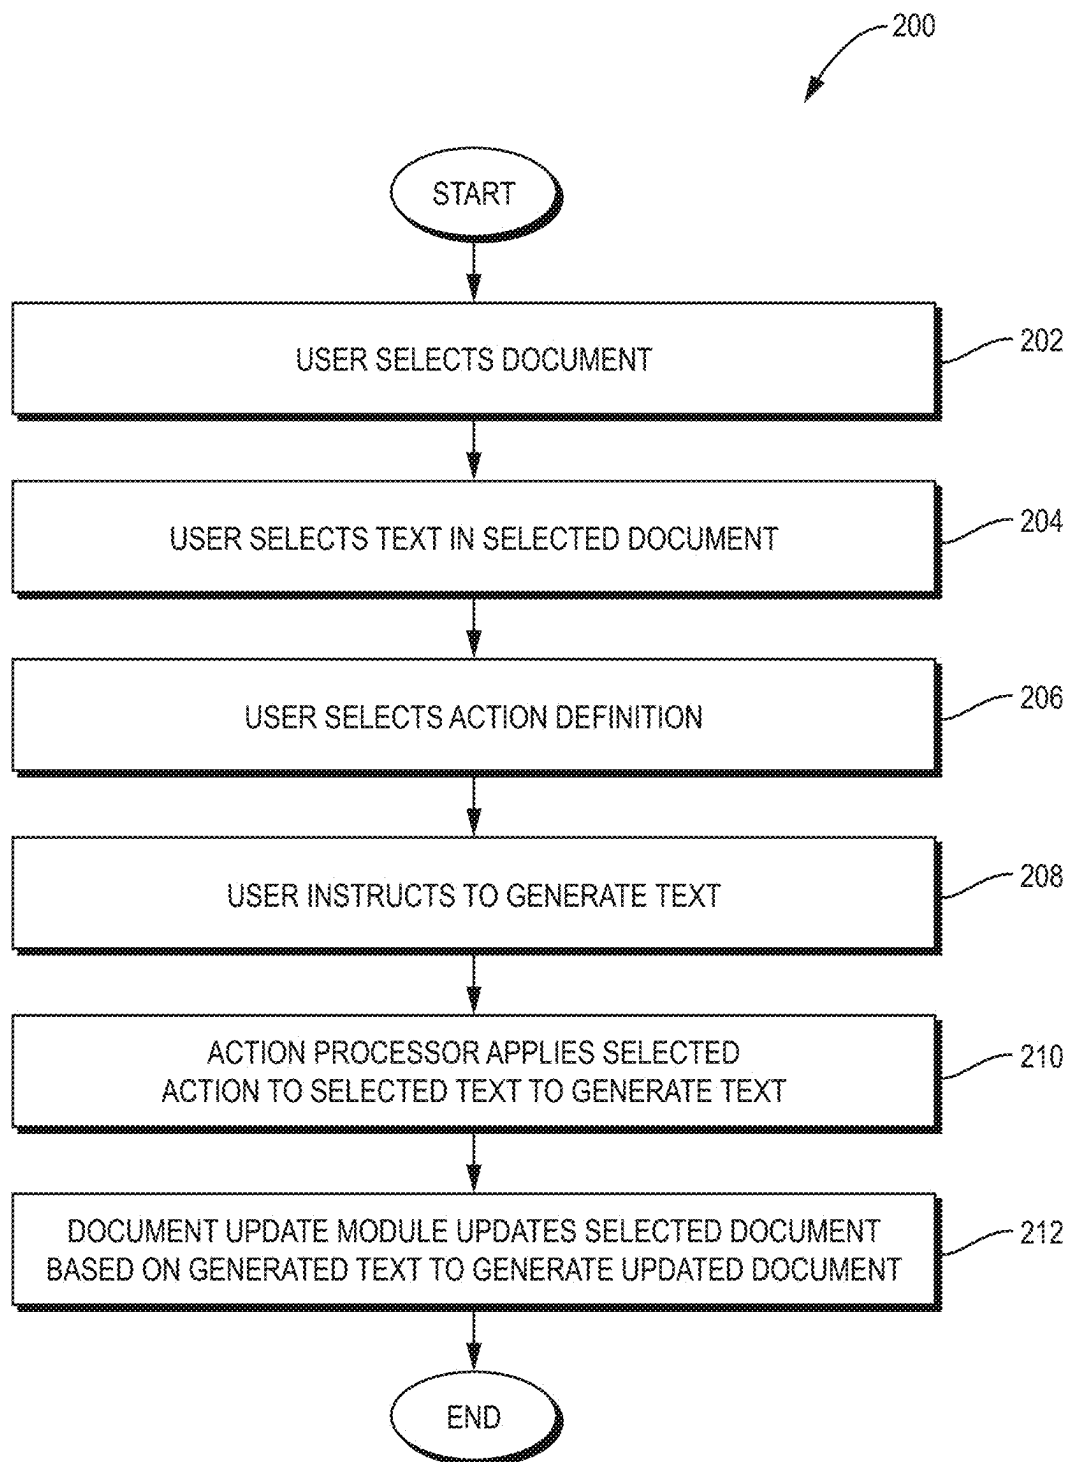 200
START
USER SELECTS DOCUMENT
202
USER SELECTS TEXT IN SELECTED DOCUMENT
204
USER SELECTS ACTION DEFINITION
206
USER INSTRUCTS TO GENERATE TEXT
208
ACTION PROCESSOR APPLIES SELECTED
ACTION TO SELECTED TEXT TO GENERATE TEXT
210
DOCUMENT UPDATE MODULE UPDATES SELECTED DOCUMENT
BASED ON GENERATED TEXT TO GENERATE UPDATED DOCUMENT
212
END